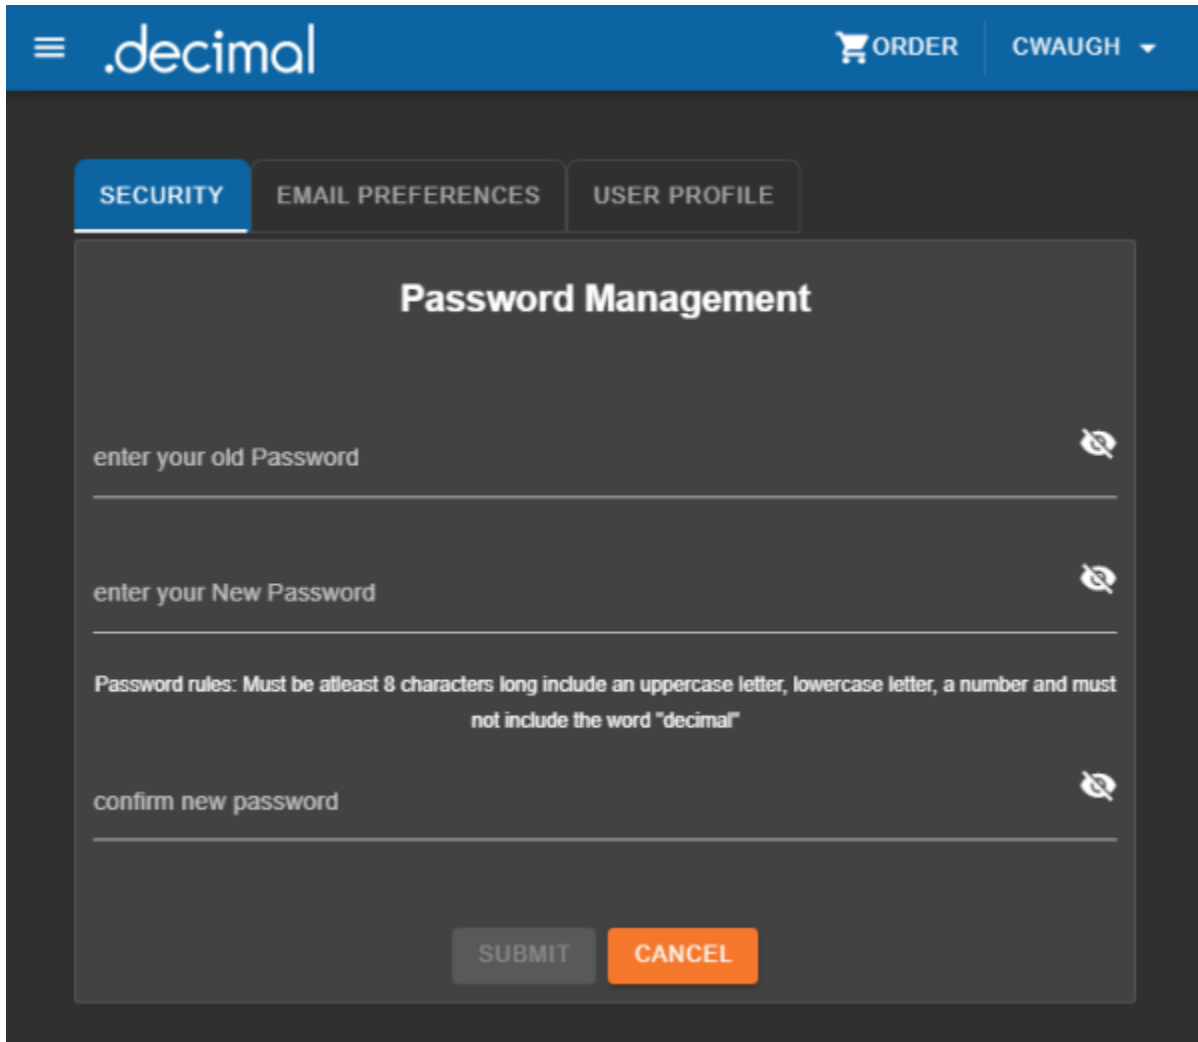 .decimal
ORDER
CWAUGH
SECURITY
EMAIL PREFERENCES
USER PROFILE
Password Management
enter your old Password
enter your New Password
Password rules: Must be atleast 8 characters long include an uppercase letter, lowercase letter, a number and must
not include the word "decimal"
confirm new password
SUBMIT
CANCEL